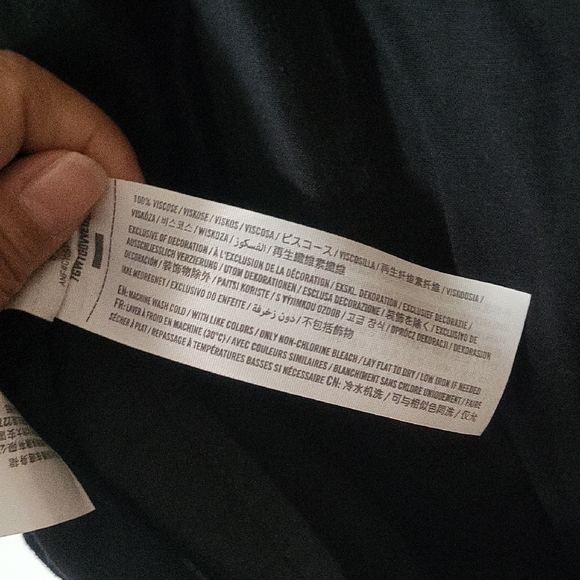 100% VISCOSE / VISKOSE / VISKOS / VISCOSA / ビスコース / VISCOSILLA / 再生纤维素纤维 / VISKOOSIA /
VISKÓZA / 비스코스 / WISKOZA / الفسكوز / 再生纖維素纖維
EXCLUSIVE OF DECORATION / À L'EXCLUSION DE LA DÉCORATION / EKSKL. DEKORATION / EXCLUSIEF DECORATIE /
AUSSCHLIESSLICH VERZIERUNG / UTOM DEKORATIONEN / ESCLUSA DECORAZIONE / 装飾を除く / EXCLUSIVO DE
DECORACIÓN / 装饰物除外 / PAITSI KORISTE / S VÝJIMKOU OZDOB / 고급 장식 / OPRÓCZ DEKORACJI / DEKORASJON
IKKE MEDREGNET / EXCLUSIVO DO ENFEITE / دون زخرفة / 不包括飾物
EN: MACHINE WASH COLD / WITH LIKE COLORS / ONLY NON-CHLORINE BLEACH / LAY FLAT TO DRY / LOW IRON IF NEEDED
FR: LAVER À FROID EN MACHINE (30°C) / AVEC COULEURS SIMILAIRES / BLANCHIMENT SANS CHLORE UNIQUEMENT / FAIRE
SÉCHER À PLAT / REPASSAGE À TEMPÉRATURES BASSES SI NÉCESSAIRE CN: 冷水机洗 / 可与相似色同洗 / 仅允